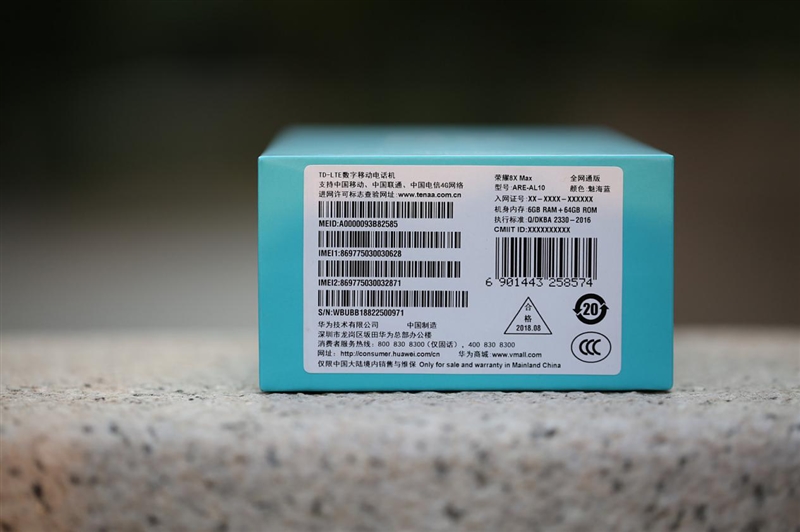 TD-LTE数字移动电话机
支持中国移动、中国联通、中国电信4G网络
进网许可标志查验网址:www.tenaa.com.cn
MEID:A0000093B82585
IMEI1:869775030030628
IMEI2:869775030032871
S/N:WBUBB18822500971
华为技术有限公司 中国制造
深圳市龙岗区坂田华为总部办公楼
消费者服务热线:800 830 8300(仅固话),400 830 8300
网址:http://consumer.huawei.com/cn 华为商城 www.vmall.com
仅限中国大陆境内销售与维保 Only for sale and warranty in Mainland China
荣耀8X Max 全网通版
型号:ARE-AL10 颜色:魅海蓝
入网证号:XX-XXXX-XXXXXX
机身内存:6GB RAM+64GB ROM
执行标准:Q/DKBA 2330-2016
CMIIT ID:XXXXXXXXXX
6 901443 258574
合
格
2018.08
20
CCC